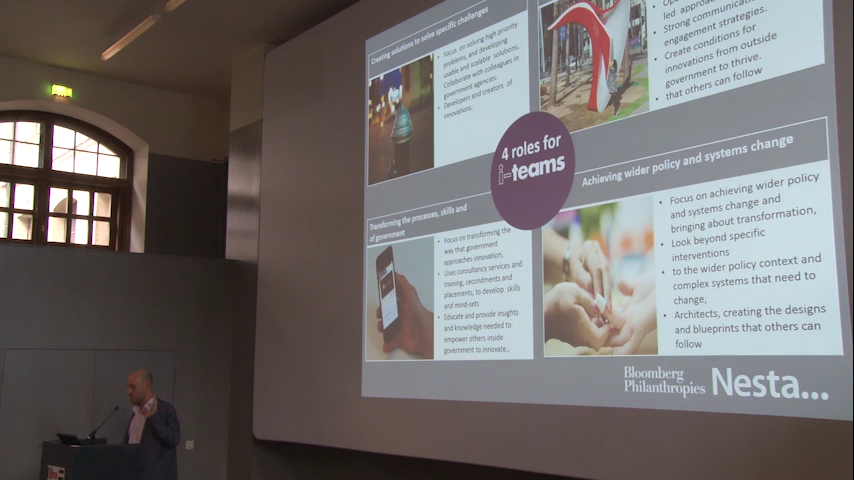 Creating solutions to solve specific challenges
• Focus on solving high priority
problems, and developing
usable and scalable solutions,
Collaborate with colleagues in
government agencies.
• Developers and creators of
innovations.
led approac
• Strong communicat
engagement strategies.
• Create conditions for
innovations from outside
government to thrive.
• that others can follow
4 roles for
i-teams
Transforming the processes, skills and
of government
• Focus on transforming the
way that government
approaches innovation,
• Uses consultancy services and
training, secondments and
placements, to develop skills
and mind-sets
• Educate and provide insights
and knowledge needed to
empower others inside
government to innovate..
Achieving wider policy and systems change
• Focus on achieving wider policy
and systems change and
bringing about transformation,
• Look beyond specific
interventions
• to the wider policy context and
complex systems that need to
change,
• Architects, creating the designs
and blueprints that others can
follow
Bloomberg
Philanthropies
Nesta...